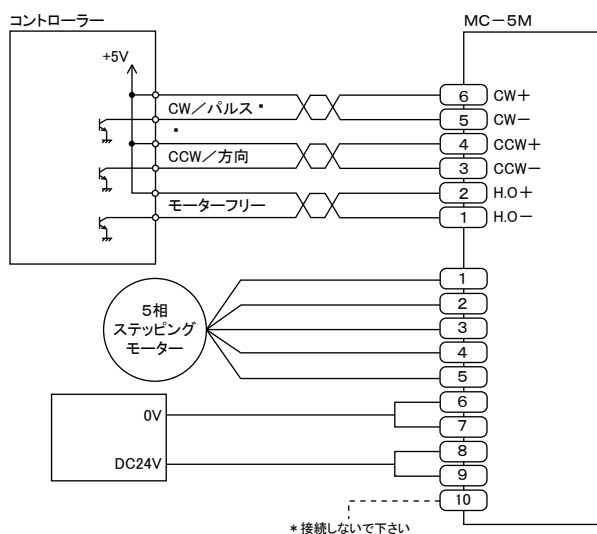 コントローラー
MC－5M
+5V
CW／パルス
6 CW＋
5 CW－
CCW／方向
4 CCW＋
3 CCW－
モーターフリー
2 H.O＋
1 H.O－
5相
ステッピング
モーター
1
2
3
4
5
0V
6
7
DC24V
8
9
10
＊接続しないで下さい